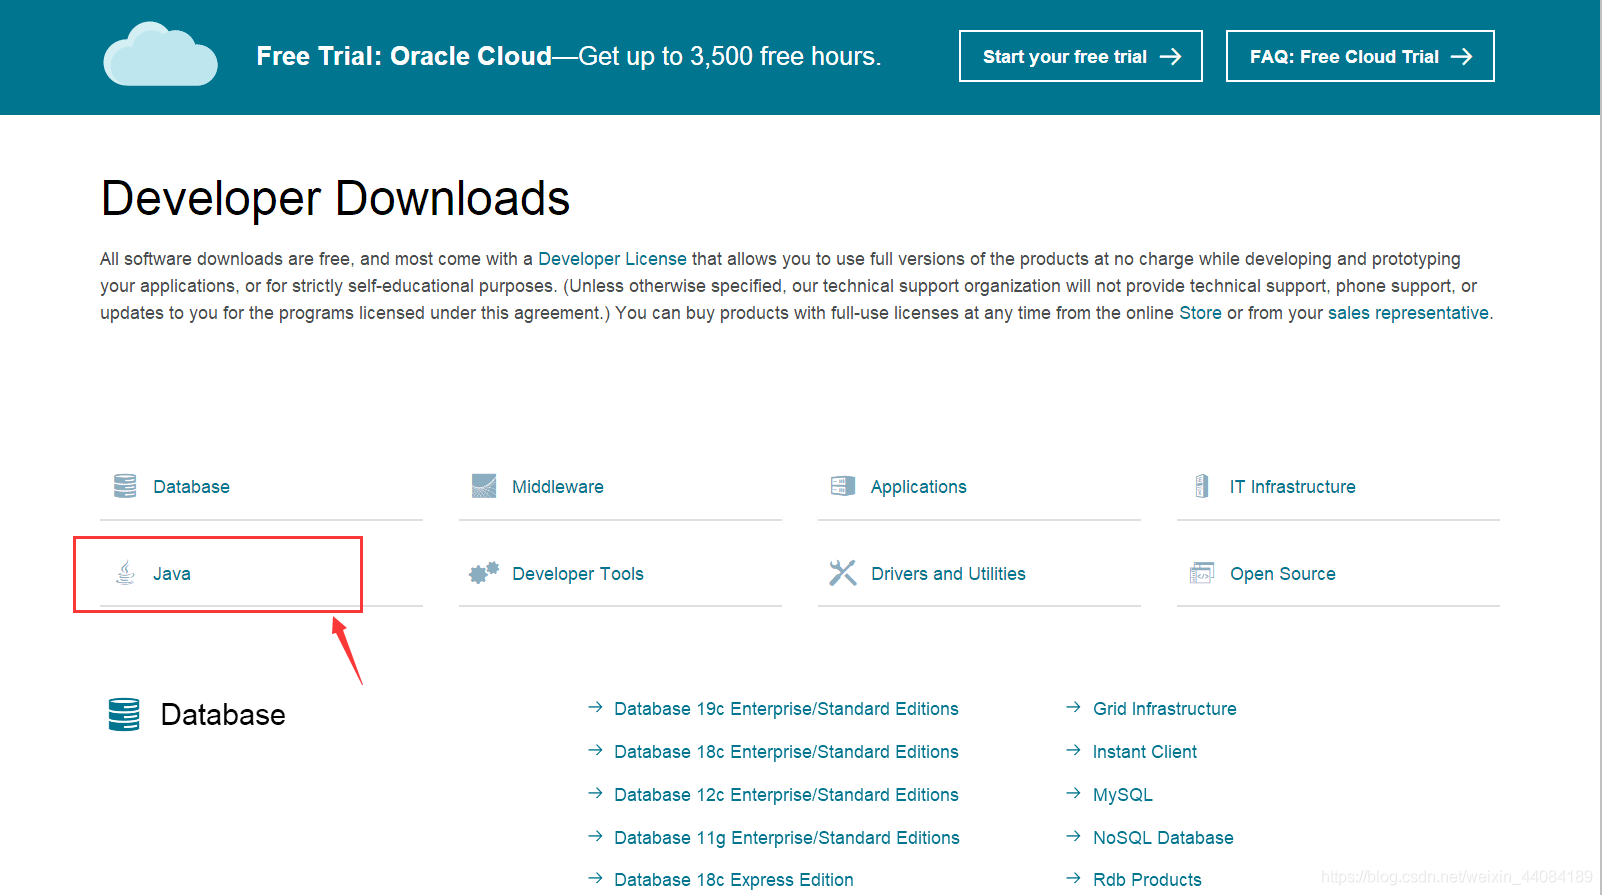 Free Trial: Oracle Cloud—Get up to 3,500 free hours.
Start your free trial
FAQ: Free Cloud Trial
Developer Downloads
All software downloads are free, and most come with a Developer License that allows you to use full versions of the products at no charge while developing and prototyping
your applications, or for strictly self-educational purposes. (Unless otherwise specified, our technical support organization will not provide technical support, phone support, or
updates to you for the programs licensed under this agreement.) You can buy products with full-use licenses at any time from the online Store or from your sales representative.
Database
Middleware
Applications
IT Infrastructure
Java
Developer Tools
Drivers and Utilities
Open Source
Database
Database 19c Enterprise/Standard Editions
Database 18c Enterprise/Standard Editions
Database 12c Enterprise/Standard Editions
Database 11g Enterprise/Standard Editions
Database 18c Express Edition
Grid Infrastructure
Instant Client
MySQL
NoSQL Database
Rdb Products
https://blog.csdn.net/weixin_44084189